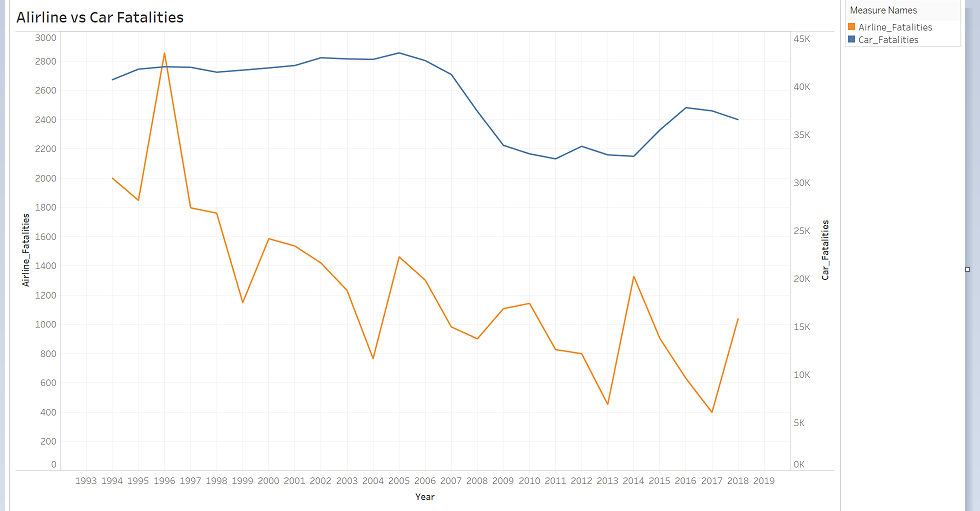 Alirline vs Car Fatalities
Measure Names
Airline_Fatalities
Car_Fatalities
3000
2800
2600
2400
2200
2000
1800
1600
1400
1200
1000
800
600
400
200
0
Airline_Fatalities
45K
40K
35K
30K
25K
20K
15K
10K
5K
0K
Car_Fatalities
1993 1994 1995 1996 1997 1998 1999 2000 2001 2002 2003 2004 2005 2006 2007 2008 2009 2010 2011 2012 2013 2014 2015 2016 2017 2018 2019
Year